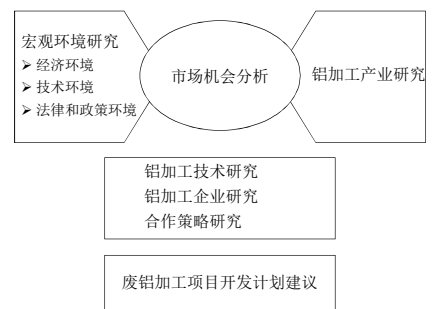 宏观环境研究
➢ 经济环境
➢ 技术环境
➢ 法律和政策环境
市场机会分析
铝加工产业研究
铝加工技术研究
铝加工企业研究
合作策略研究
废铝加工项目开发计划建议